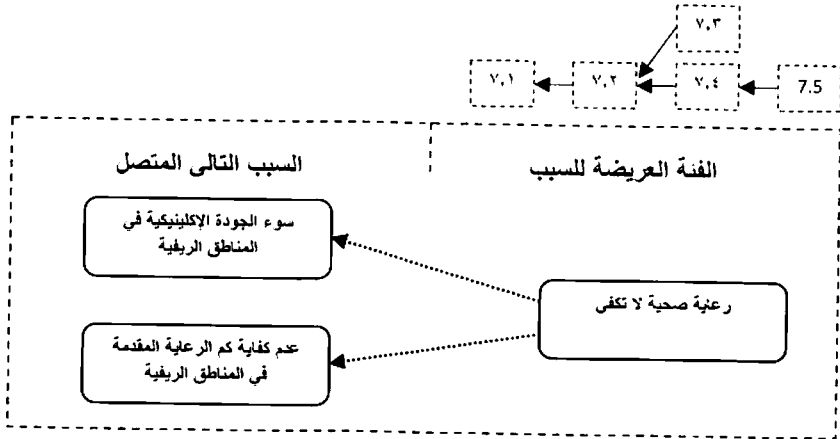 ٧,٣
٧,١
٧,٢
٧,٤
7.5
الفئة العريضة للسبب
السبب التالى المتصل
سوء الجودة الإكلينيكية في
المناطق الريفية
رعاية صحية لا تكفى
عدم كفاية كم الرعاية المقدمة
في المناطق الريفية